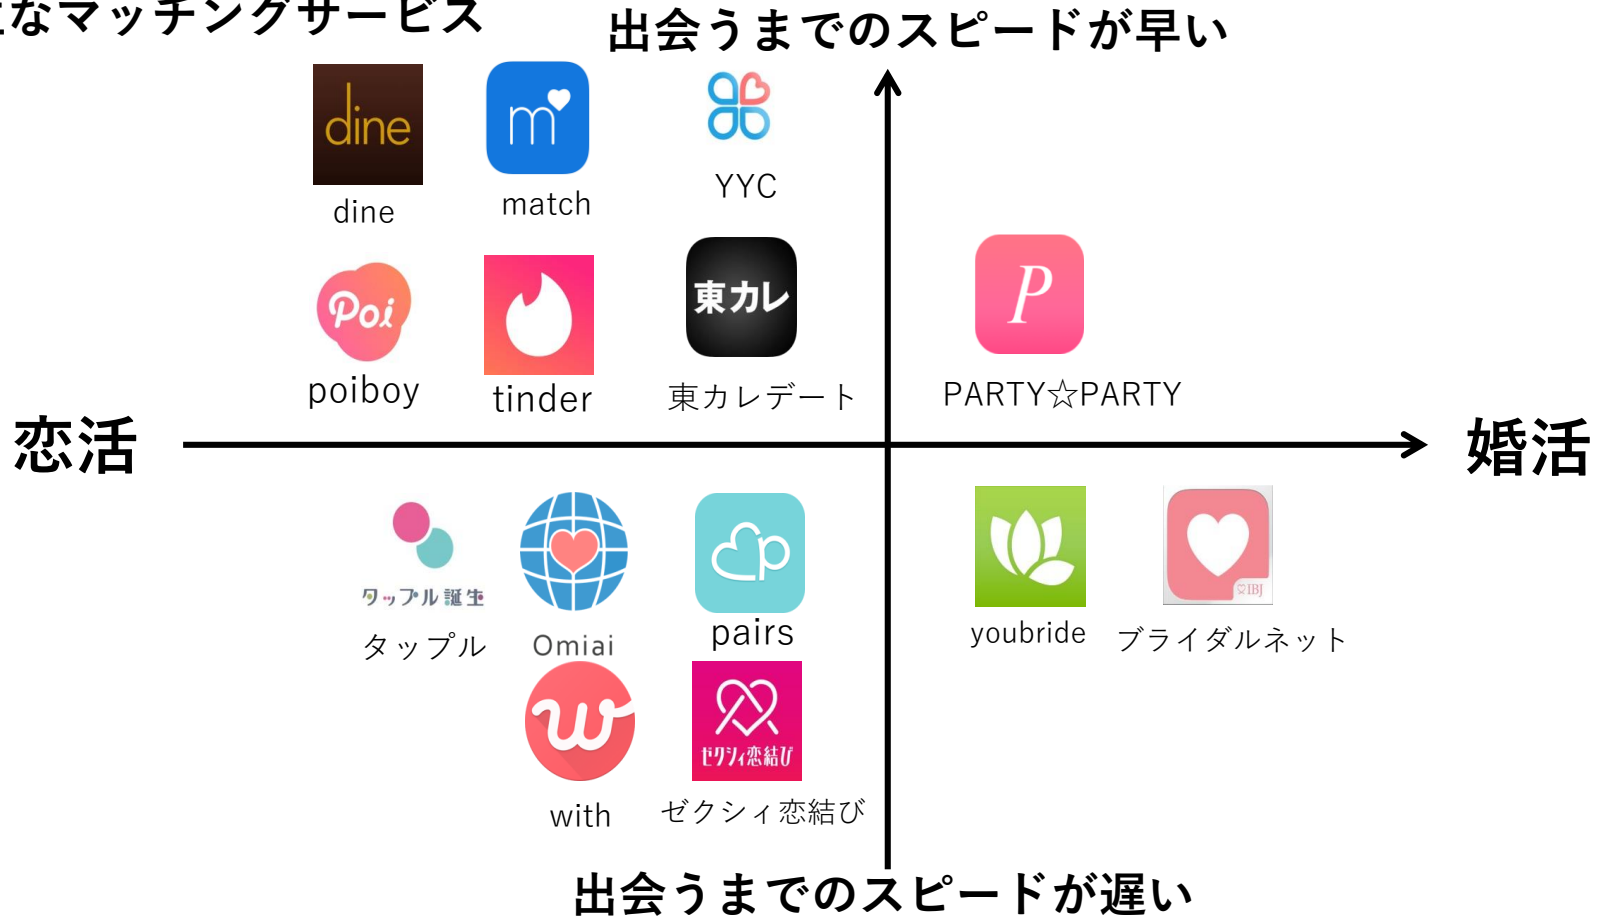 なマッチングサービス
出会うまでのスピードが早い
dine
m
dine
match
YYC
Poi
東カレ
P
poiboy
tinder
東カレデート
PARTY☆PARTY
恋活
婚活
タップル誕生
p
IBJ
タップル
Omiai
pairs
youbride
ブライダルネット
w
ゼクシィ恋結び
with
ゼクシィ恋結び
出会うまでのスピードが遅い